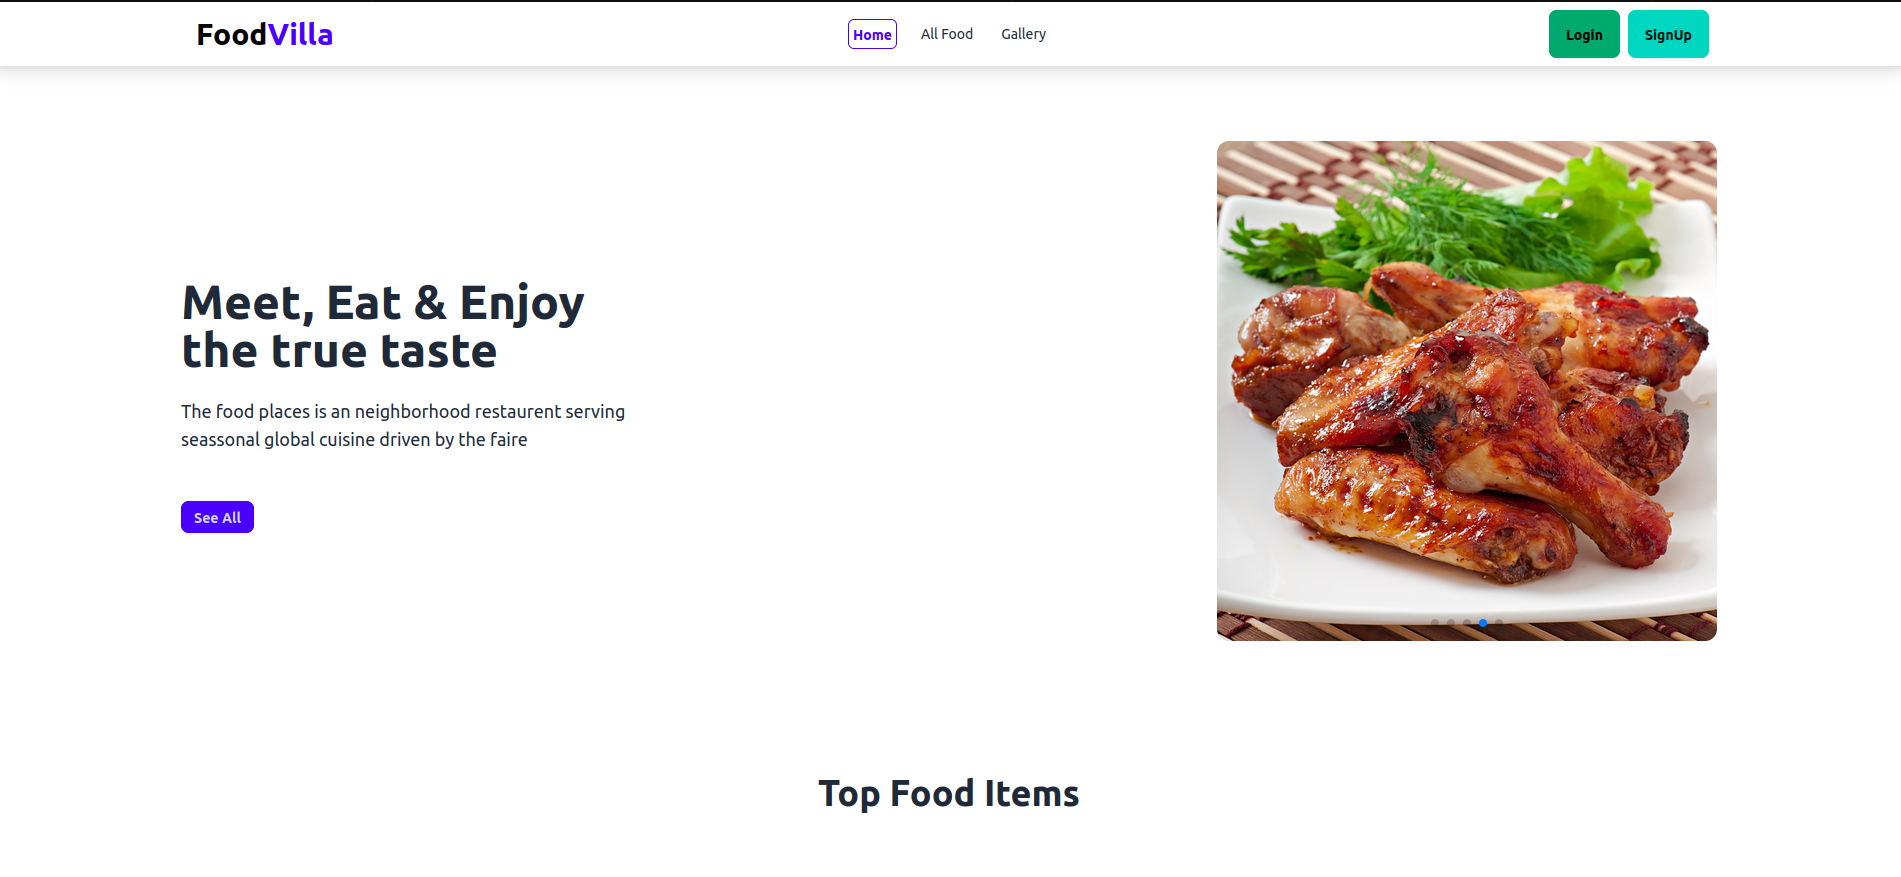 FoodVilla
Home
All Food
Gallery
Login
SignUp
Meet, Eat & Enjoy
the true taste
The food places is an neighborhood restaurent serving
seassonal global cuisine driven by the faire
See All
Top Food Items